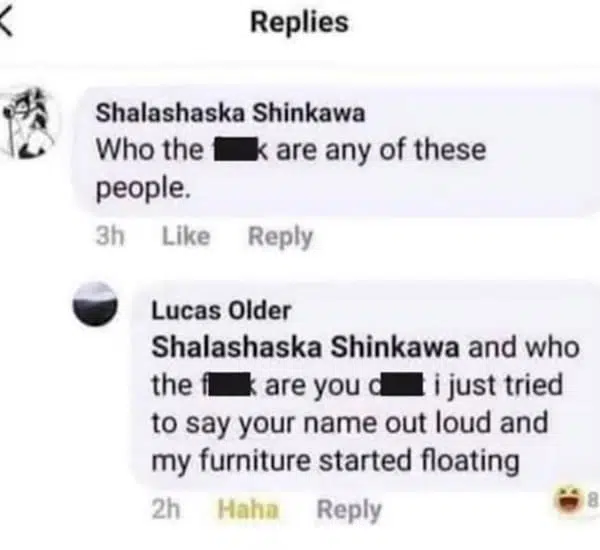 Replies
Shalashaska Shinkawa
Who the k are any of these
people.
3h Like Reply
Lucas Older
Shalashaska Shinkawa and who
the f k are you c i just tried
to say your name out loud and
my furniture started floating
2h Haha Reply 8